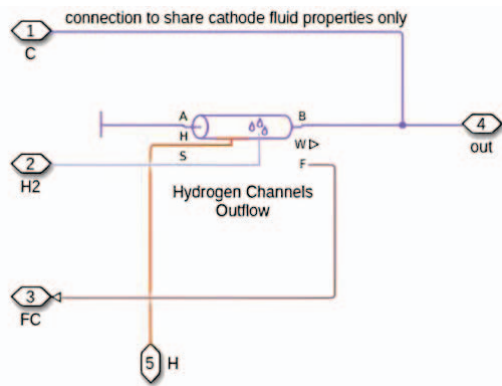 connection to share cathode fluid properties only
1
C
A
B
H
W
4
out
2
H2
S
F
Hydrogen Channels
Outflow
3
FC
5
H